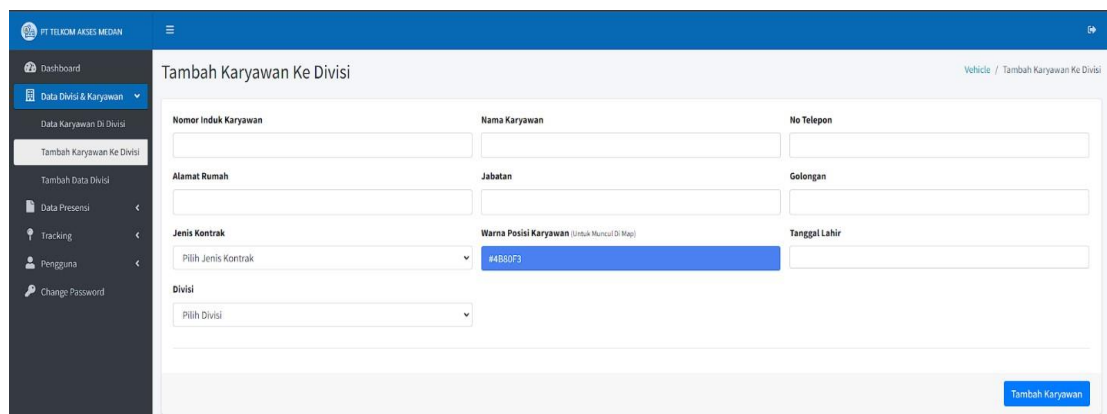 PT TELKOM AKSES MEDAN
Dashboard
Data Divisi & Karyawan
Data Karyawan Di Divisi
Tambah Karyawan Ke Divisi
Tambah Data Divisi
Data Presensi
Tracking
Pengguna
Change Password
Tambah Karyawan Ke Divisi
Vehicle / Tambah Karyawan Ke Divisi
Nomor Induk Karyawan
Nama Karyawan
No Telepon
Alamat Rumah
Jabatan
Golongan
Jenis Kontrak
Warna Posisi Karyawan (Untuk Muncul Di Map)
Tanggal Lahir
Pilih Jenis Kontrak
#4B80F3
Divisi
Pilih Divisi
Tambah Karyawan